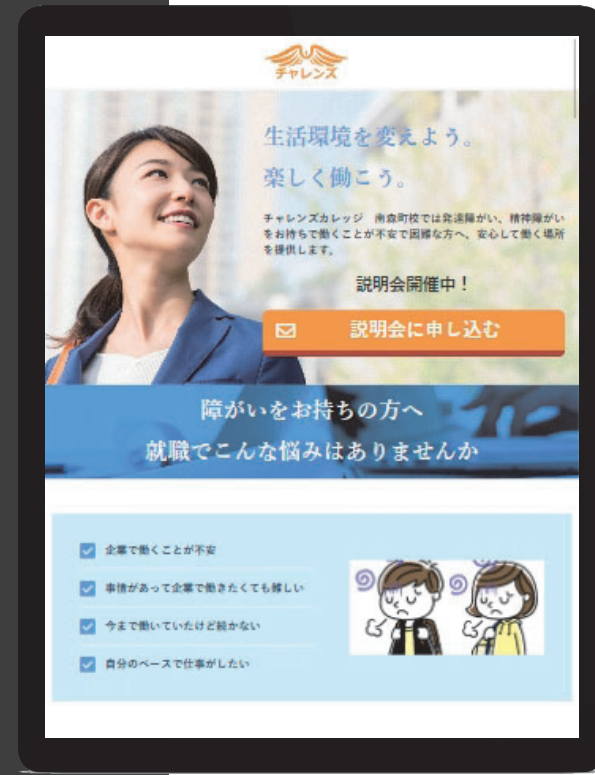 チャレンズ
生活環境を変えよう。
楽しく働こう。
チャレンズカレッジ 南森町校では発達障がい、精神障がい
をお持ちで働くことが不安で困難な方へ、安心して働く場所
を提供します。
説明会開催中！
説明会に申し込む
障がいをお持ちの方へ
就職でこんな悩みはありませんか
企業で働くことが不安
事情があって企業で働きたくても難しい
今まで働いていたけど続かない
自分のペースで仕事がしたい